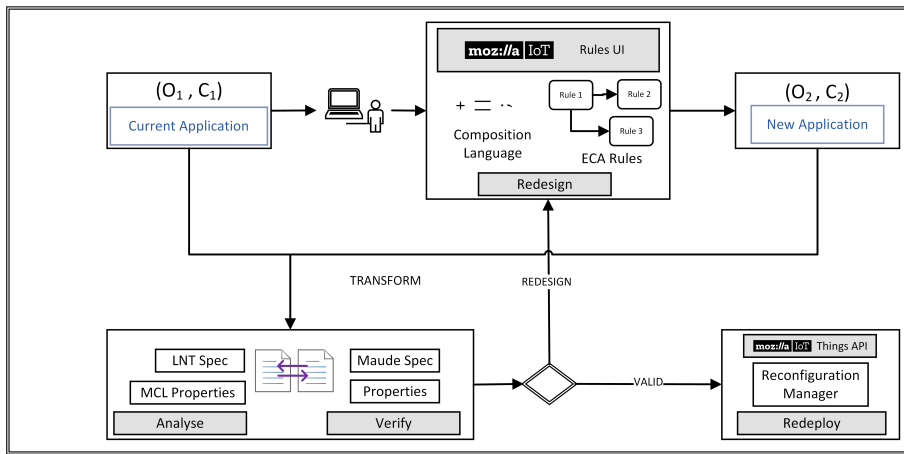 moz://a IoT Rules UI
(O₁ , C₁)
Current Application
+ = ·.
Composition
Language
Rule 1
Rule 2
Rule 3
ECA Rules
Redesign
(O₂ , C₂)
New Application
TRANSFORM
REDESIGN
LNT Spec
MCL Properties
Analyse
Maude Spec
Properties
Verify
VALID
moz://a IoT Things API
Reconfiguration
Manager
Redeploy